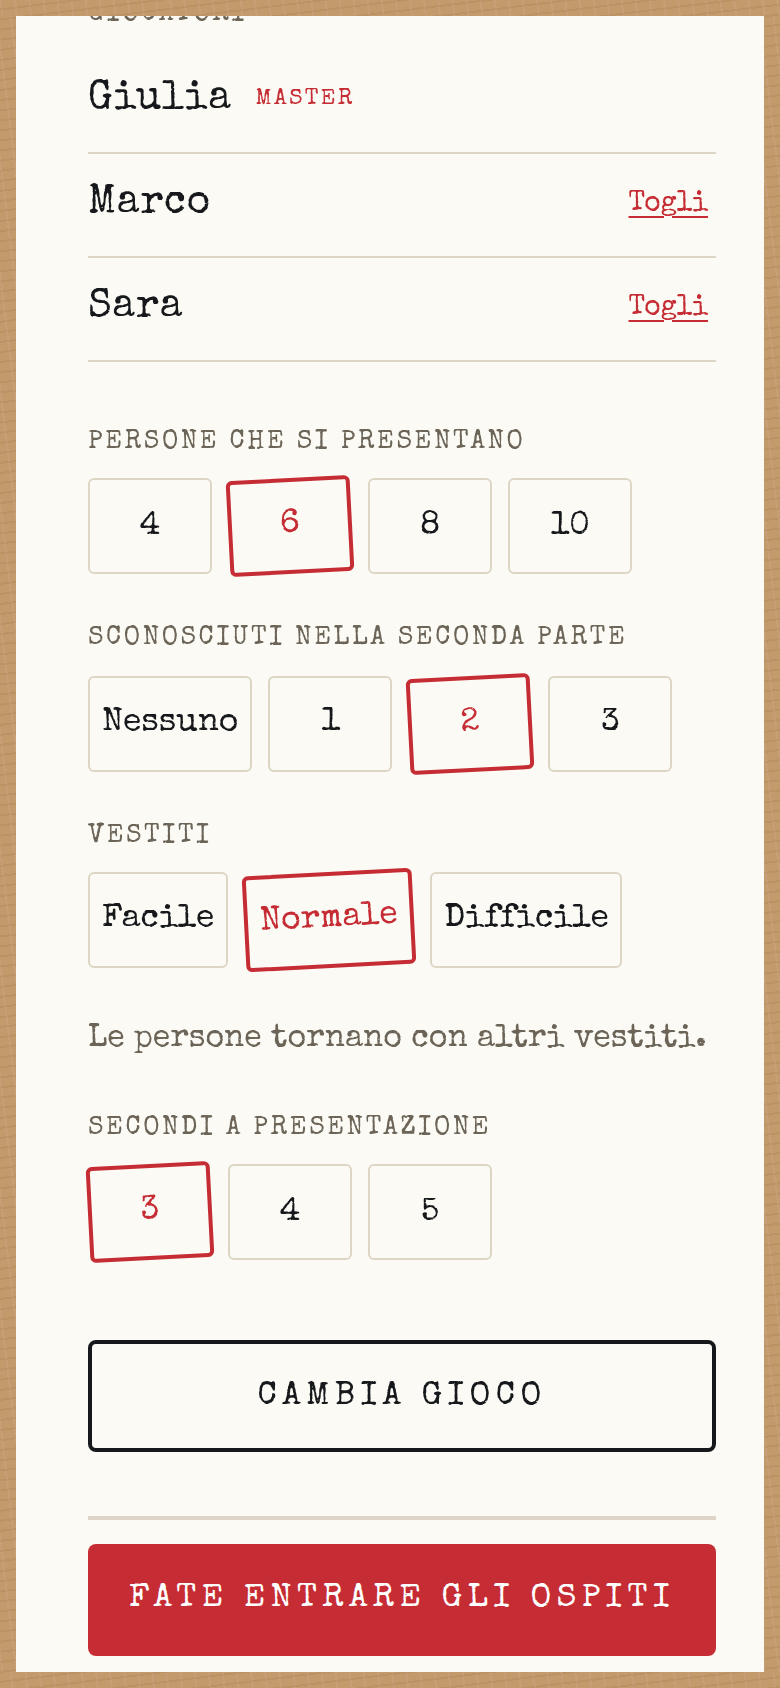 Giulia MASTER
Marco Togli
Sara Togli
PERSONE CHE SI PRESENTANO
4 6 8 10
SCONOSCIUTI NELLA SECONDA PARTE
Nessuno 1 2 3
VESTITI
Facile Normale Difficile
Le persone tornano con altri vestiti.
SECONDI A PRESENTAZIONE
3 4 5
CAMBIA GIOCO
FATE ENTRARE GLI OSPITI